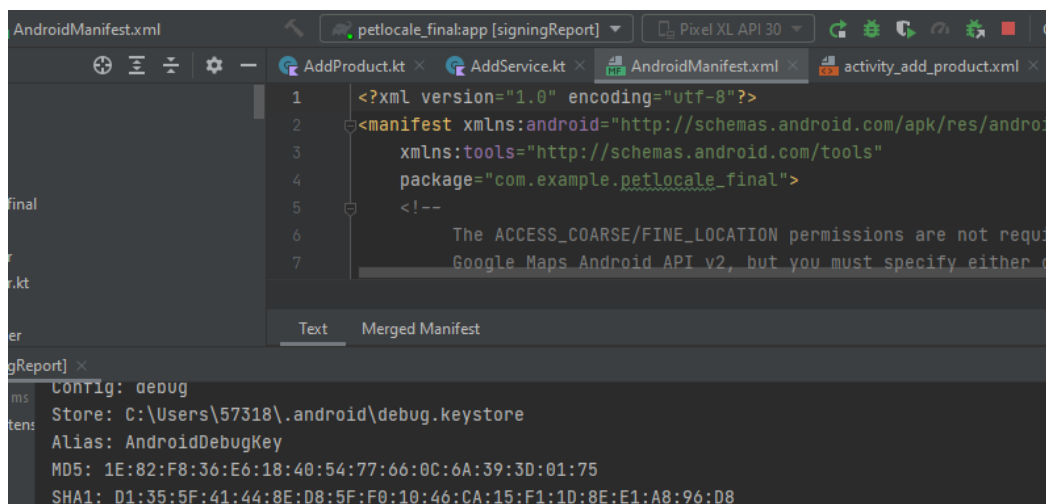 AndroidManifest.xml
petlocale_final:app [signingReport]
Pixel XL API 30
AddProduct.kt
AddService.kt
AndroidManifest.xml
activity_add_product.xml
1 <?xml version="1.0" encoding="utf-8"?>
2 <manifest xmlns:android="http://schemas.android.com/apk/res/androi
3 xmlns:tools="http://schemas.android.com/tools"
4 package="com.example.petlocale_final">
final
5 <!--
6 The ACCESS_COARSE/FINE_LOCATION permissions are not requi
r
7 Google Maps Android API v2, but you must specify either
r.kt
er
Text Merged Manifest
gReport]
Config: debug
ms
Store: C:\Users\57318\.android\debug.keystore
tens
Alias: AndroidDebugKey
MD5: 1E:82:F8:36:E6:18:40:54:77:66:0C:6A:39:3D:01:75
SHA1: D1:35:5F:41:44:8E:D8:5F:F0:10:46:CA:15:F1:1D:8E:E1:A8:96:D8